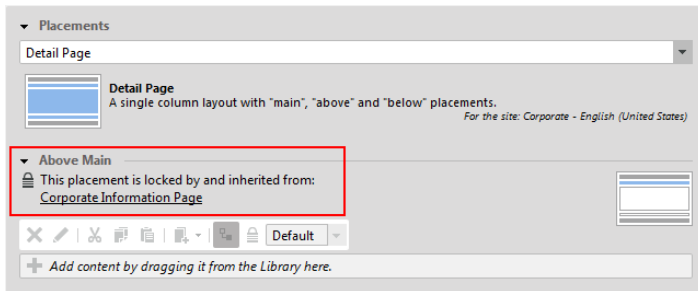 Placements
Detail Page
Detail Page
A single column layout with "main", "above" and "below" placements.
For the site: Corporate - English (United States)
Above Main
This placement is locked by and inherited from:
Corporate Information Page
Default
Add content by dragging it from the Library here.